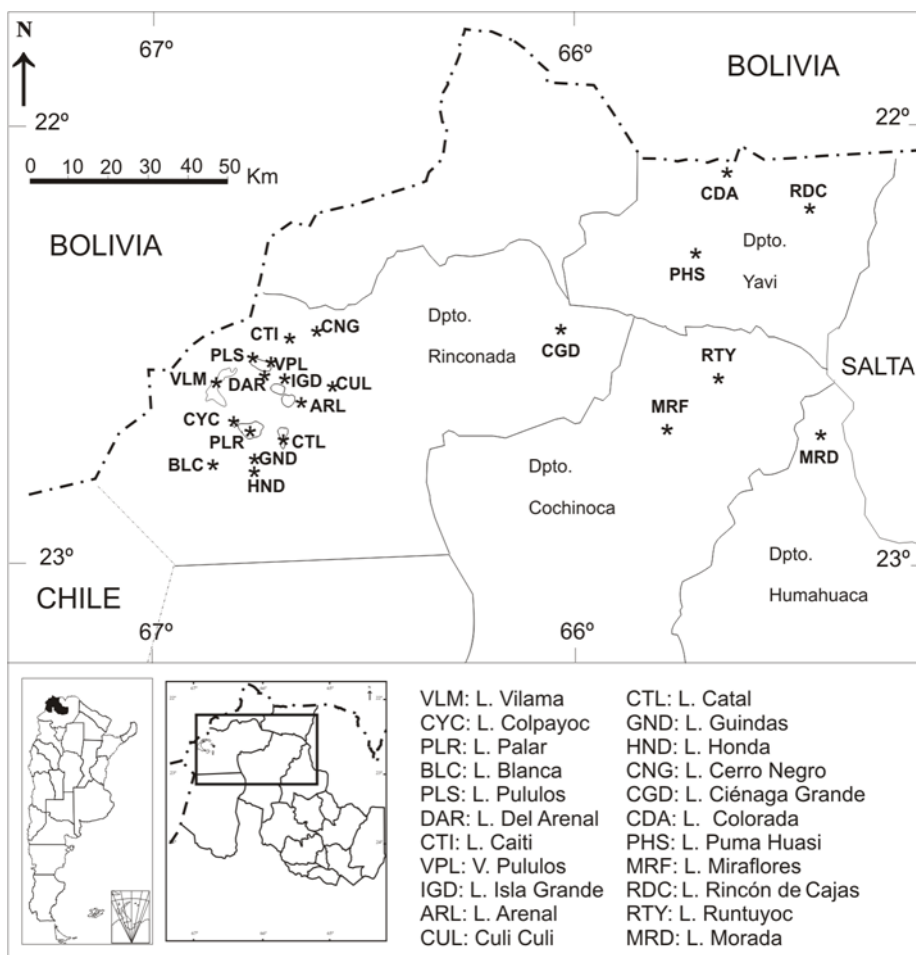 67º
66º
N
BOLIVIA
22º
22º
0 10 20 30 40 50
Km
CDA
RDC
BOLIVIA
Dpto.
Yavi
PHS
CNG
CTI
Dpto.
Rinconada
CGD
PLS
VPL
RTY
SALTA
VLM
DAR
IGD
CUL
ARL
MRF
CYC
PLR
CTL
MRD
BLC
GND
HND
Dpto.
Cochinoca
23º
23º
Dpto.
Humahuaca
CHILE
67º
66º
VLM: L. Vilama
CYC: L. Colpayoc
PLR: L. Palar
BLC: L. Blanca
PLS: L. Pululos
DAR: L. Del Arenal
CTI: L. Caiti
VPL: V. Pululos
IGD: L. Isla Grande
ARL: L. Arenal
CUL: Culi Culi
CTL: L. Catal
GND: L. Guindas
HND: L. Honda
CNG: L. Cerro Negro
CGD: L. Ciénaga Grande
CDA: L. Colorada
PHS: L. Puma Huasi
MRF: L. Miraflores
RDC: L. Rincón de Cajas
RTY: L. Runtuyoc
MRD: L. Morada